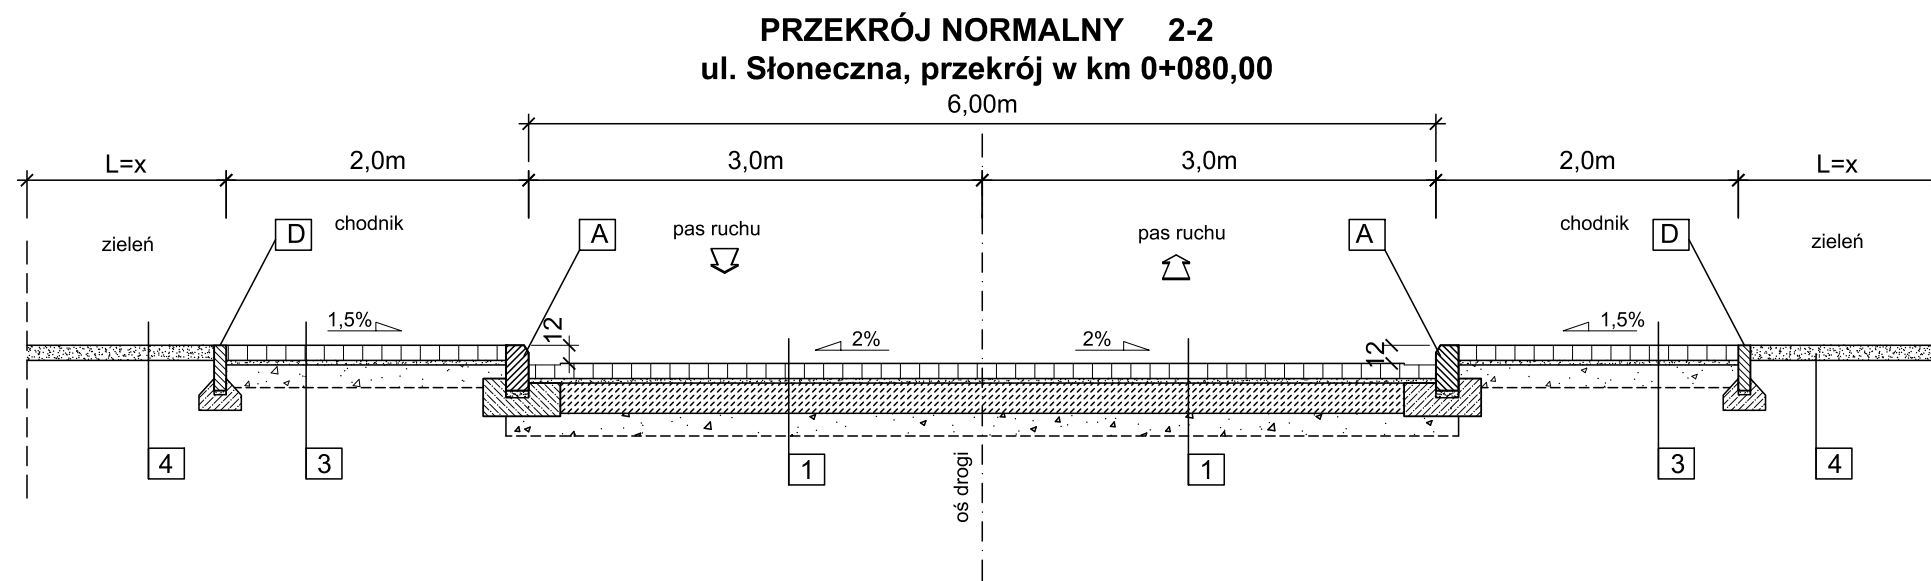 PRZEKRÓJ NORMALNY 2-2
ul. Słoneczna, przekrój w km 0+080,00
6,00m
L=x 2,0m 3,0m 3,0m 2,0m L=x
zieleń D chodnik A pas ruchu pas ruchu A chodnik D zieleń
1,5% 12 2% 2% 12 1,5%
4 3 1 1 3 4
oś drogi